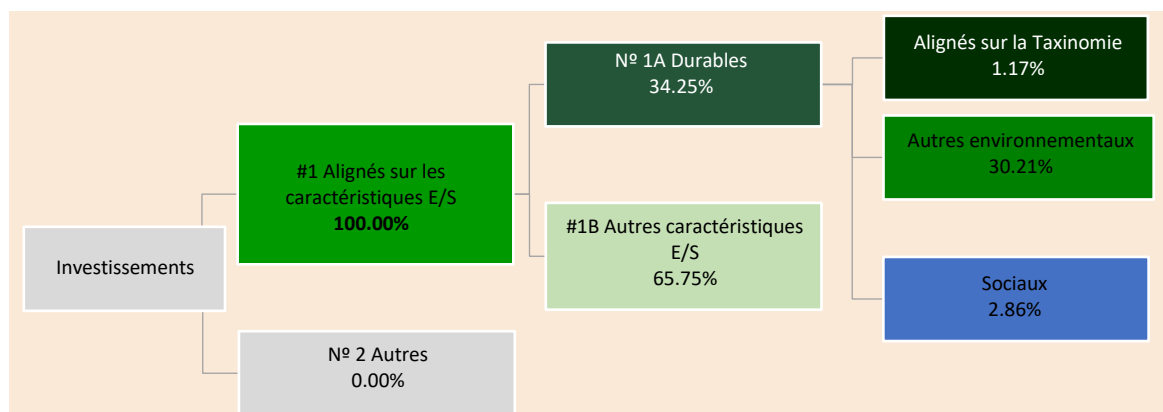 Investissements
#1 Alignés sur les
caractéristiques E/S
100.00%
Nº 2 Autres
0.00%
Nº 1A Durables
34.25%
#1B Autres caractéristiques
E/S
65.75%
Alignés sur la Taxinomie
1.17%
Autres environnementaux
30.21%
Sociaux
2.86%